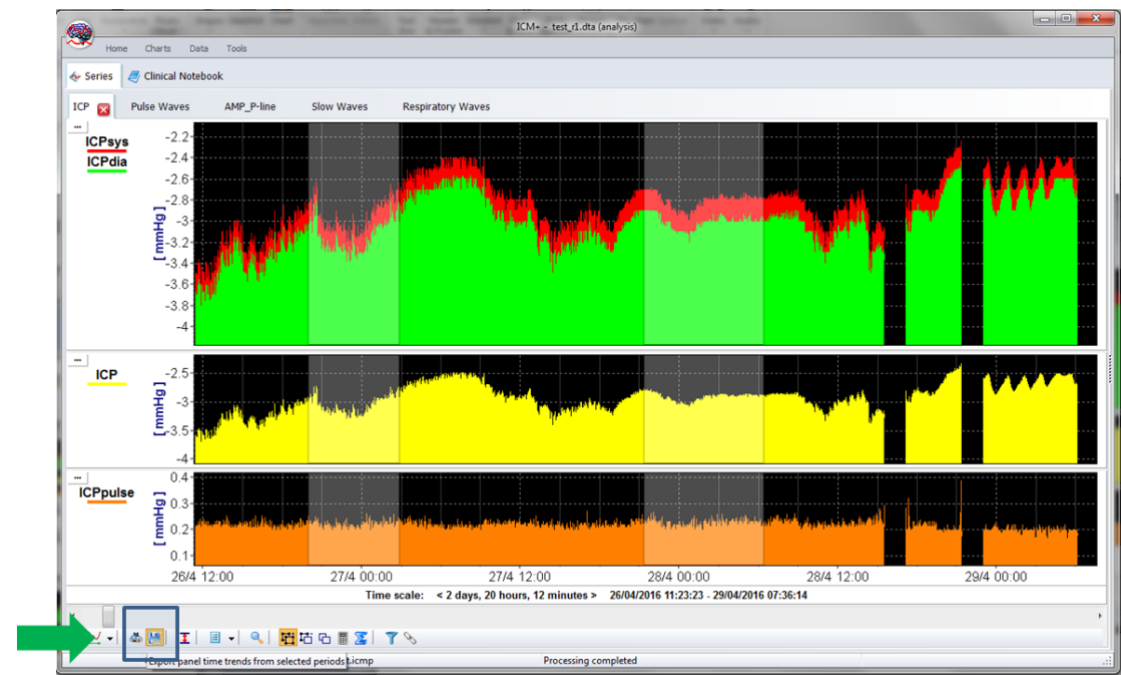 ICM+ - test_r1.dta (analysis)
Home Charts Data Tools
Series Clinical Notebook
ICP Pulse Waves AMP_P-line Slow Waves Respiratory Waves
ICPsys
ICPdia
[mmHg]
-2.2
-2.4
-2.6
-2.8
-3
-3.2
-3.4
-3.6
-3.8
-4
ICP
[mmHg]
-2.5
-3
-3.5
-4
ICPpulse
[mmHg]
0.4
0.3
0.2
0.1
26/4 12:00 27/4 00:00 27/4 12:00 28/4 00:00 28/4 12:00 29/4 00:00
Time scale: < 2 days, 20 hours, 12 minutes > 26/04/2016 11:23:23 - 29/04/2016 07:36:14
Export panel time trends from selected periods t.icmp Processing completed